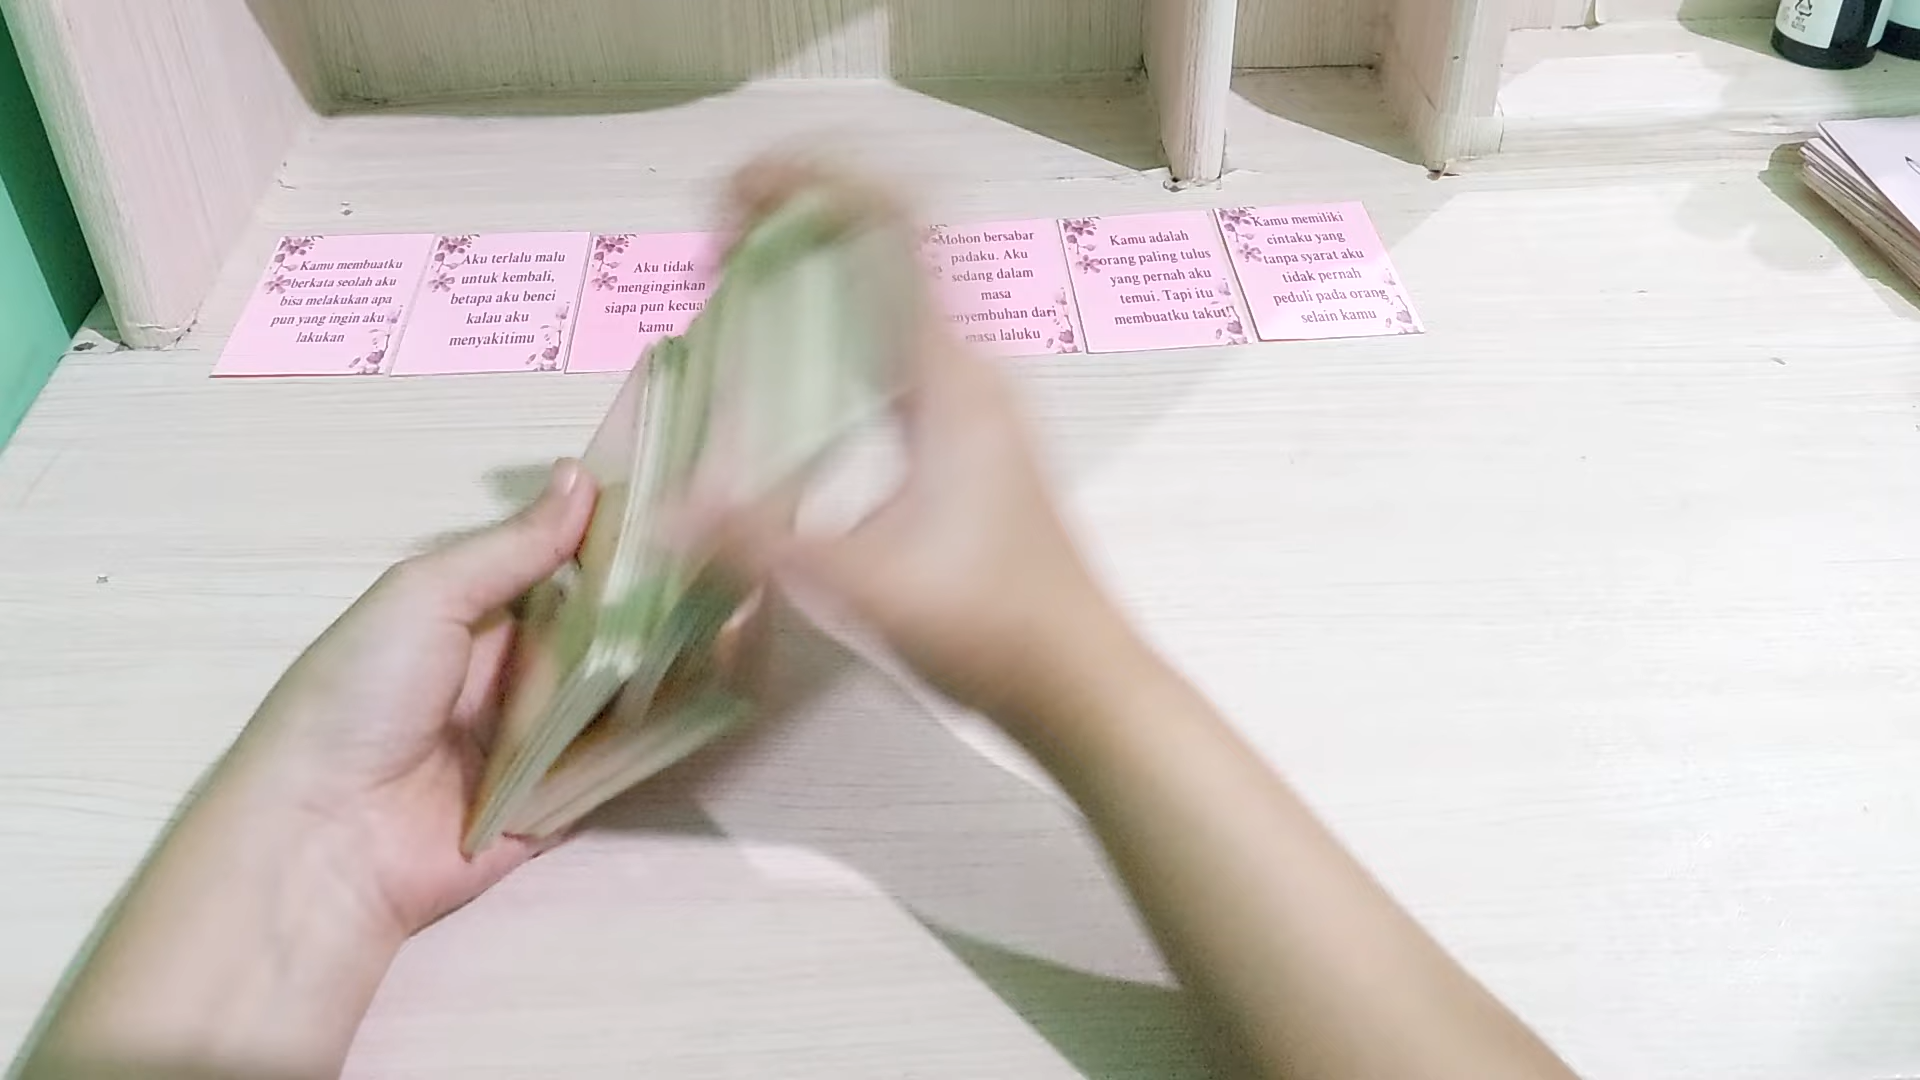 Kamu membuatku
berkata seolah aku
bisa melakukan apa
pun yang ingin aku
lakukan
Aku terlalu malu
untuk kembali,
betapa aku benci
kalau aku
menyakitimu
Aku tidak
menginginkan
siapa pun kecuali
kamu
Mohon bersabar
padaku. Aku
sedang dalam
masa
penyembuhan dari
masa laluku
Kamu adalah
orang paling tulus
yang pernah aku
temui. Tapi itu
membuatku takut!
Kamu memiliki
cintaku yang
tanpa syarat aku
tidak pernah
peduli pada orang
selain kamu